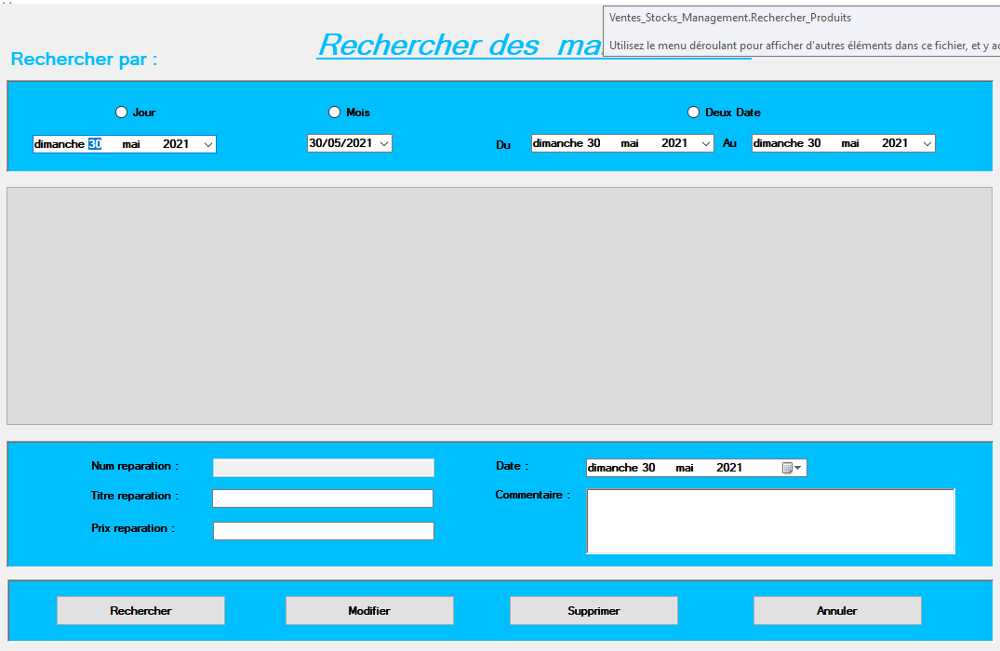 Ventes_Stocks_Management.Rechercher_Produits
Utilisez le menu déroulant pour afficher d'autres éléments dans ce fichier, et y
Rechercher des
Rechercher par :
Jour
Mois
Deux Date
dimanche 30 mai 2021
30/05/2021
Du
dimanche 30 mai 2021
Au
dimanche 30 mai 2021
Num reparation :
Date :
dimanche 30 mai 2021
Titre reparation :
Commentaire :
Prix reparation :
Rechercher
Modifier
Supprimer
Annuler